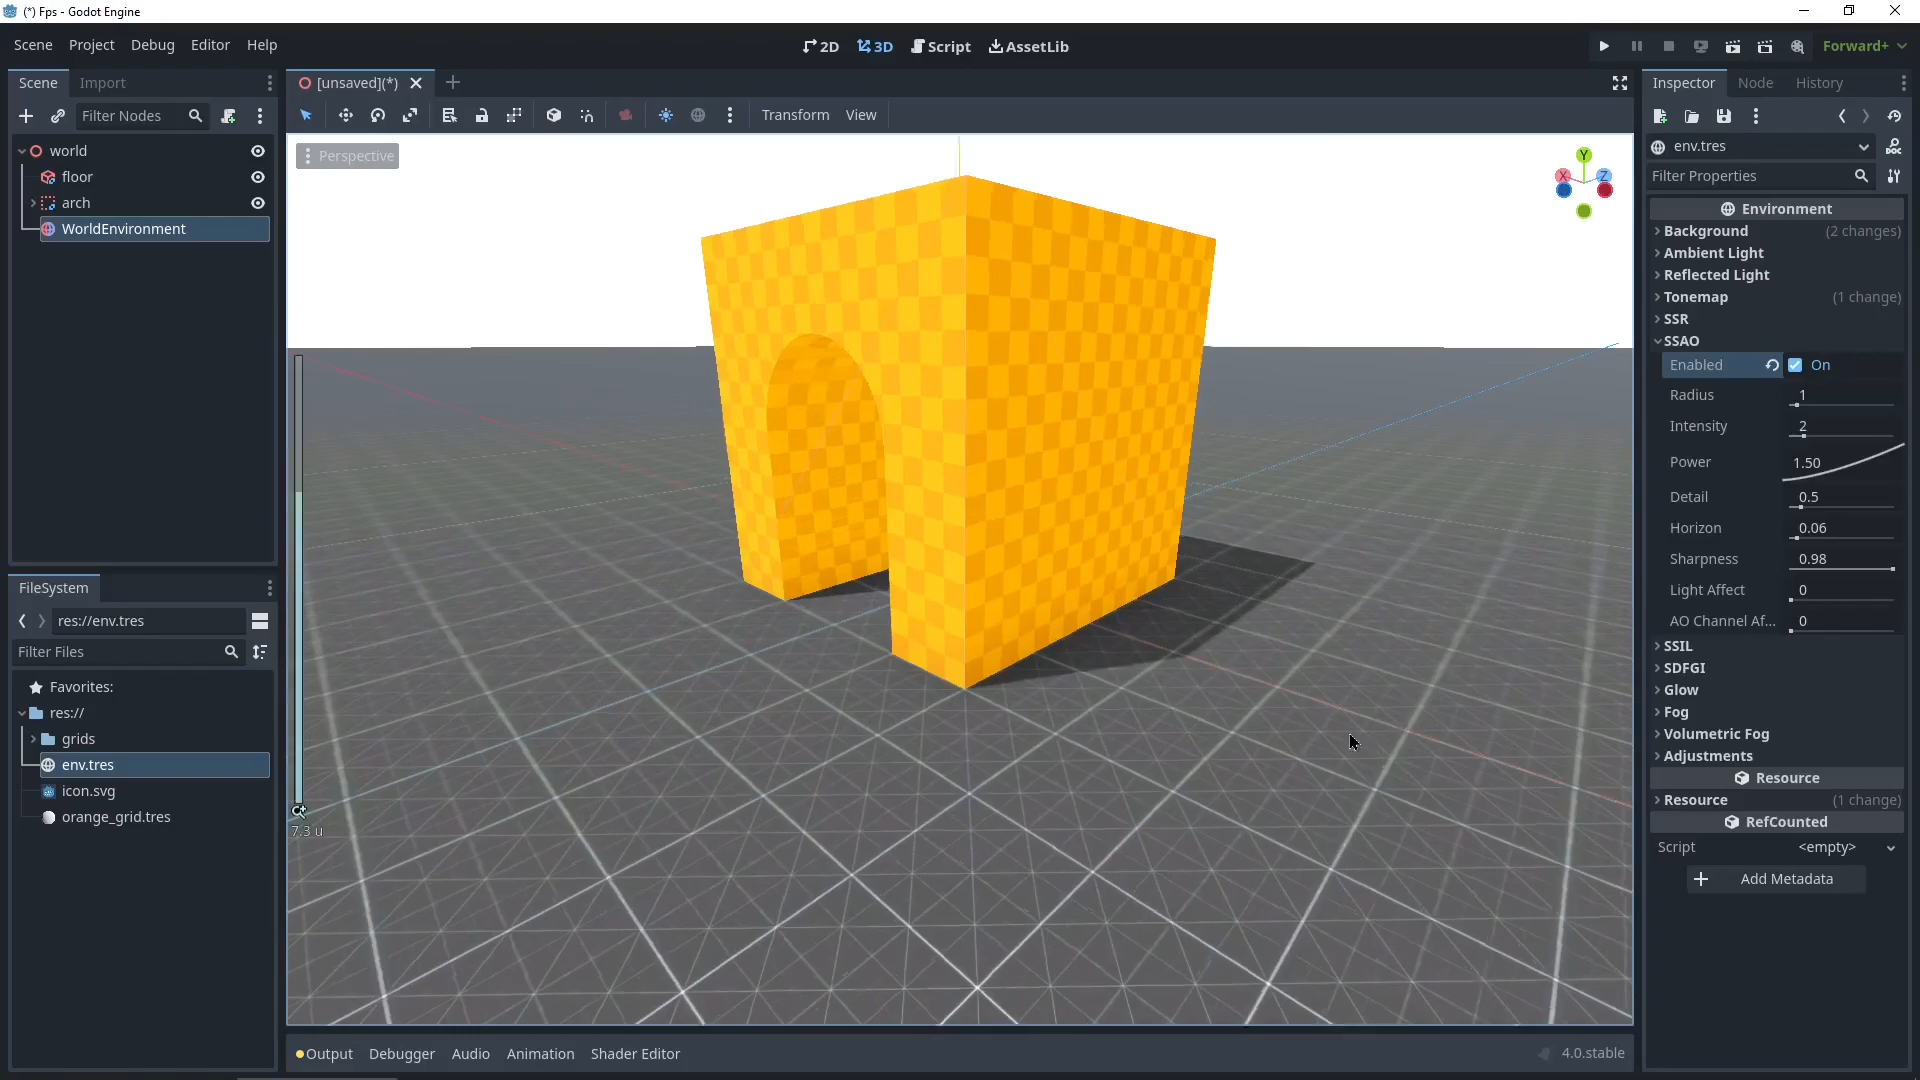 (*) Fps - Godot Engine
Scene Project Debug Editor Help
2D 3D Script AssetLib
Forward+
Scene Import
Filter Nodes
world
floor
arch
WorldEnvironment
FileSystem
res://env.tres
Filter Files
Favorites:
res://
grids
env.tres
icon.svg
orange_grid.tres
[unsaved](*)
Transform View
Perspective
Y
X Z
7.3 u
Output Debugger Audio Animation Shader Editor
4.0.stable
Inspector Node History
env.tres
Filter Properties
Environment
Background (2 changes)
Ambient Light
Reflected Light
Tonemap (1 change)
SSR
SSAO
Enabled On
Radius 1
Intensity 2
Power 1.50
Detail 0.5
Horizon 0.06
Sharpness 0.98
Light Affect 0
AO Channel Af... 0
SSIL
SDFGI
Glow
Fog
Volumetric Fog
Adjustments
Resource
Resource (1 change)
RefCounted
Script <empty>
Add Metadata